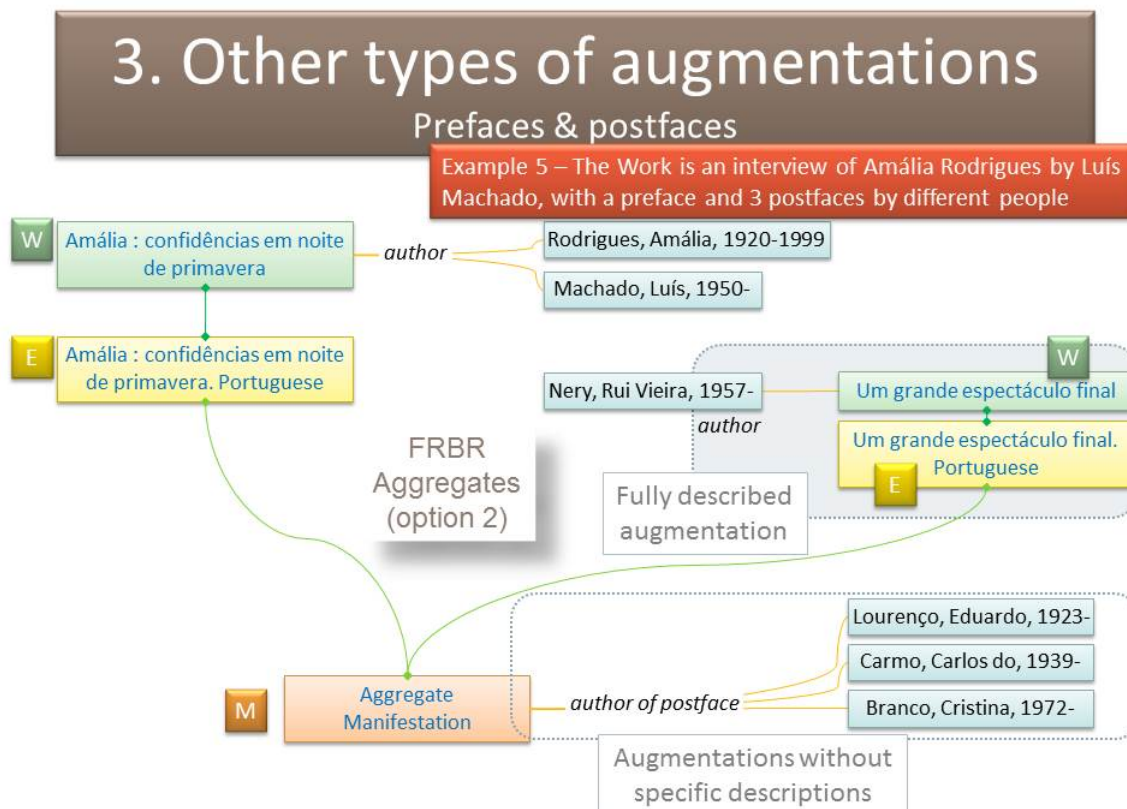 3. Other types of augmentations
Prefaces & postfaces
Example 5 – The Work is an interview of Amália Rodrigues by Luís
Machado, with a preface and 3 postfaces by different people
W
Amália : confidências em noite
de primavera
author
Rodrigues, Amália, 1920-1999
Machado, Luís, 1950-
E
Amália : confidências em noite
de primavera. Portuguese
W
Nery, Rui Vieira, 1957-
author
Um grande espectáculo final
Um grande espectáculo final.
Portuguese
E
FRBR
Aggregates
(option 2)
Fully described
augmentation
M
Aggregate
Manifestation
author of postface
Lourenço, Eduardo, 1923-
Carmo, Carlos do, 1939-
Branco, Cristina, 1972-
Augmentations without
specific descriptions